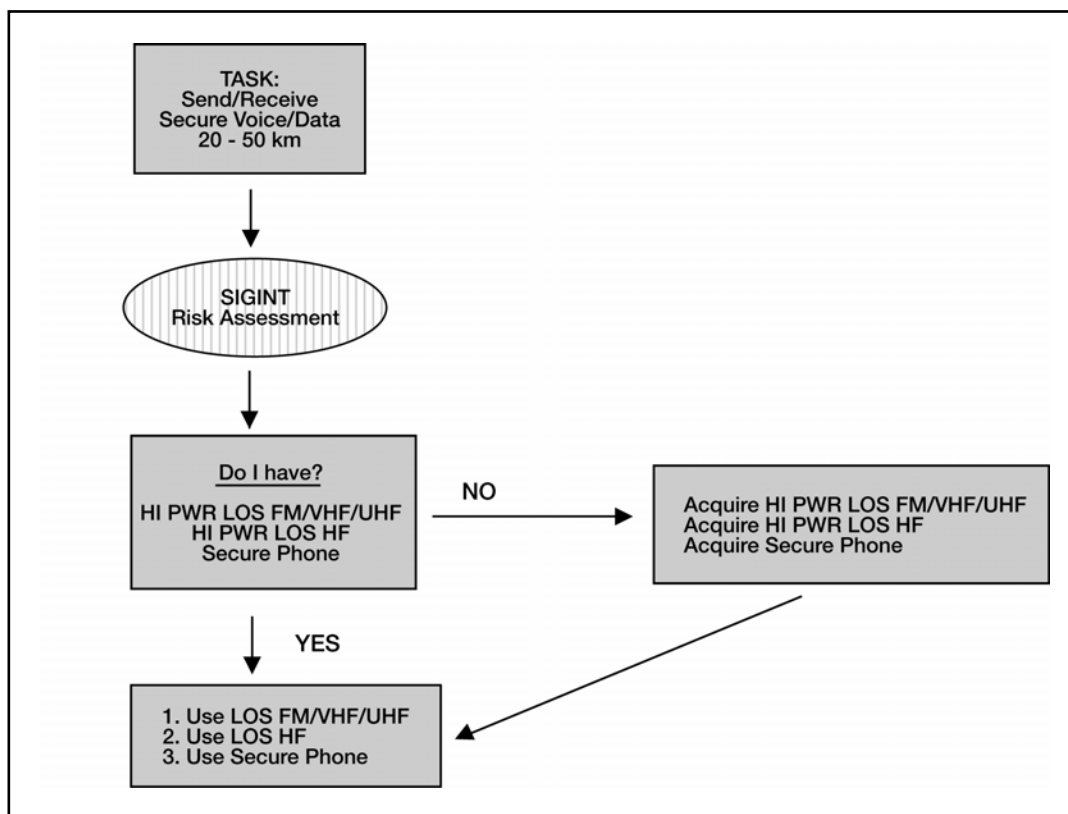 TASK:
Send/Receive
Secure Voice/Data
20 - 50 km
SIGINT
Risk Assessment
Do I have?
HI PWR LOS FM/VHF/UHF
HI PWR LOS HF
Secure Phone
NO
Acquire HI PWR LOS FM/VHF/UHF
Acquire HI PWR LOS HF
Acquire Secure Phone
YES
1. Use LOS FM/VHF/UHF
2. Use LOS HF
3. Use Secure Phone